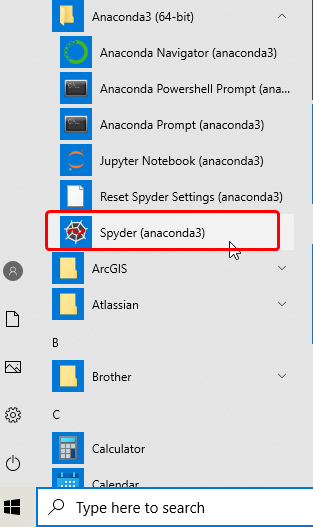 Anaconda3 (64-bit)
Anaconda Navigator (anaconda3)
Anaconda Powershell Prompt (ana...
Anaconda Prompt (anaconda3)
Jupyter Notebook (anaconda3)
Reset Spyder Settings (anaconda3)
Spyder (anaconda3)
ArcGIS
Atlassian
B
Brother
C
Calculator
Calendar
Type here to search